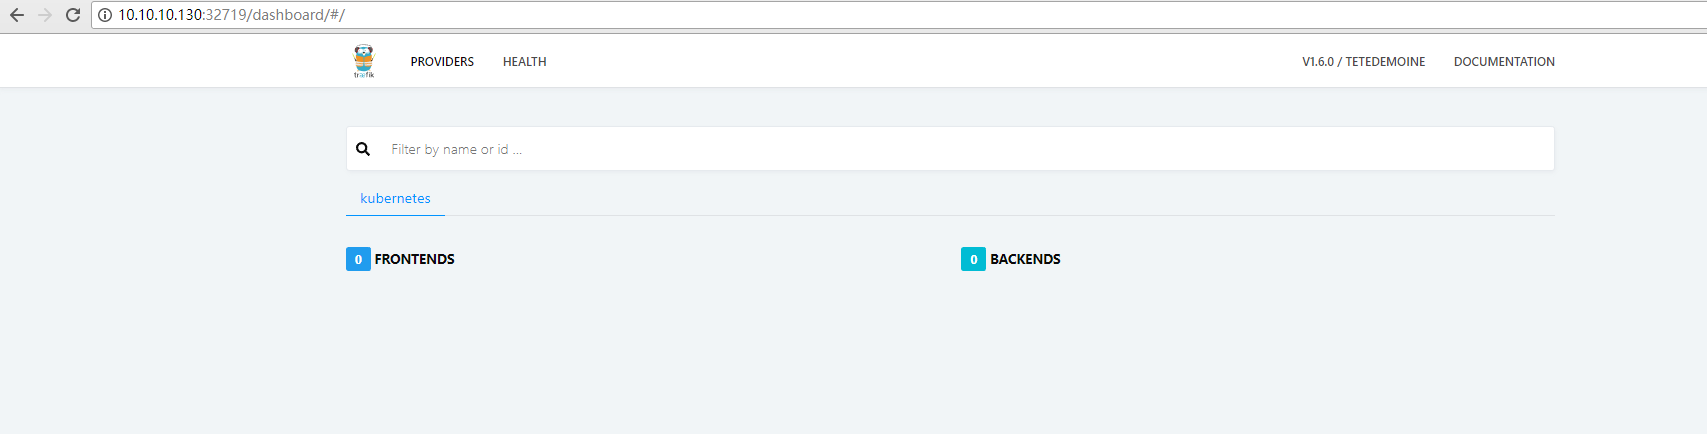 10.10.10.130:32719/dashboard/#/
træfik PROVIDERS HEALTH V1.6.0 / TETEDEMOINE DOCUMENTATION
Filter by name or id ...
kubernetes
0 FRONTENDS 0 BACKENDS